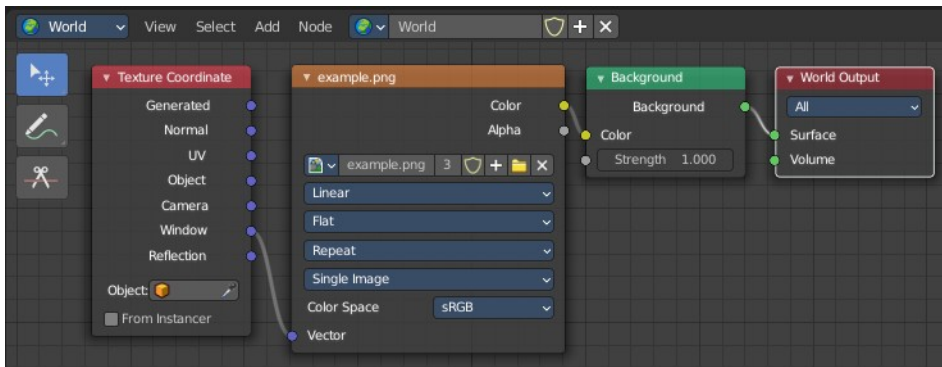 World View Select Add Node World
Texture Coordinate
Generated
Normal
UV
Object
Camera
Window
Reflection
Object:
From Instancer
example.png
Color
Alpha
example.png 3
Linear
Flat
Repeat
Single Image
Color Space sRGB
Vector
Background
Background
Color
Strength 1.000
World Output
All
Surface
Volume